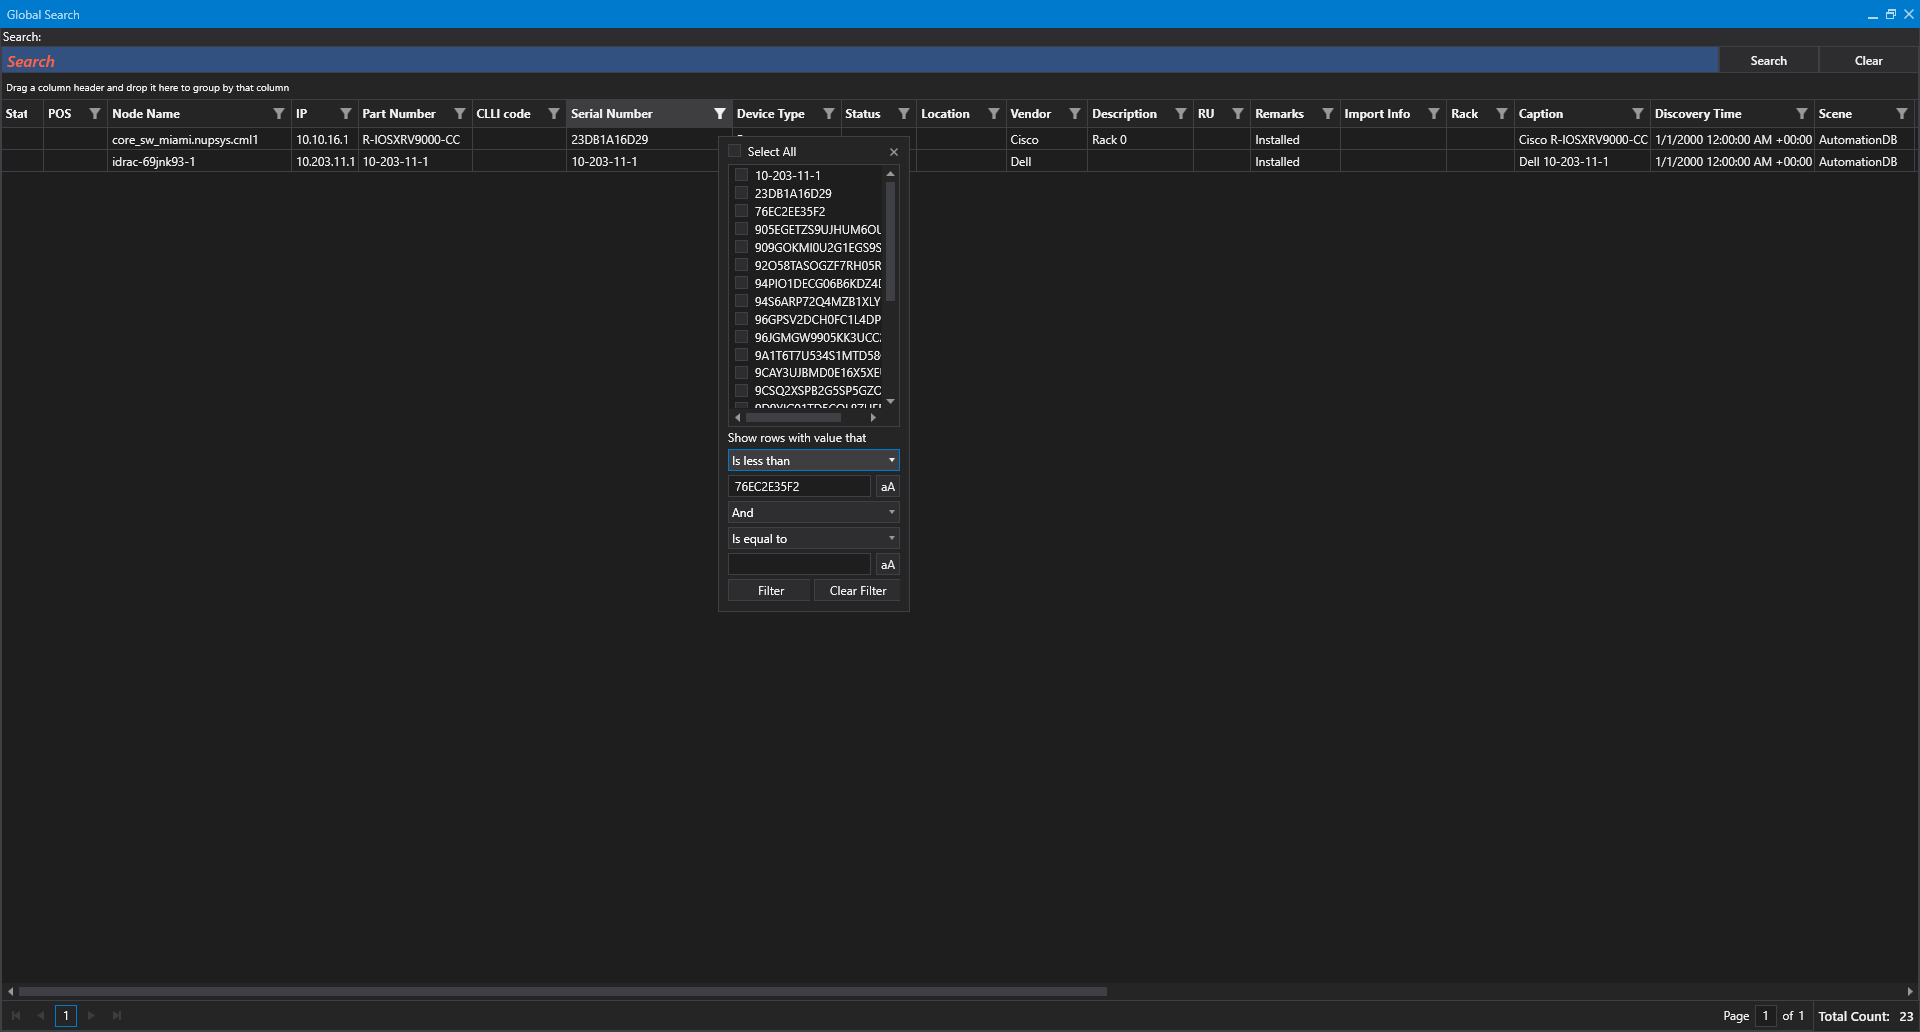 Global Search
Search:
Search Search Clear
Drag a column header and drop it here to group by that column
Stat POS Node Name IP Part Number CLLI code Serial Number Device Type Status Location Vendor Description RU Remarks Import Info Rack Caption Discovery Time Scene
core_sw_miami.nupsys.cml1 10.10.16.1 R-IOSXRV9000-CC 23DB1A16D29 Cisco Rack 0 Installed Cisco R-IOSXRV9000-CC 1/1/2000 12:00:00 AM +00:00 AutomationDB
idrac-69jnk93-1 10.203.11.1 10-203-11-1 10-203-11-1 Dell Installed Dell 10-203-11-1 1/1/2000 12:00:00 AM +00:00 AutomationDB
Select All
10-203-11-1
23DB1A16D29
76EC2EE35F2
905EGETZS9UJHUM6OU
909GOKMI0U2G1EGS9S
92O58TASOGZF7RH05R
94PIO1DECG06B6KDZ4D
94S6ARP72Q4MZB1XLY
96GPSV2DCH0FC1L4DP
96JGMGW9905KK3UCC
9A1T6T7U534S1MTD58
9CAY3UJBMD0E16X5XE
9CSQ2XSPB2G5SP5GZO
Show rows with value that
Is less than
76EC2E35F2 aA
And
Is equal to
aA
Filter Clear Filter
1 Page 1 of 1 Total Count: 23